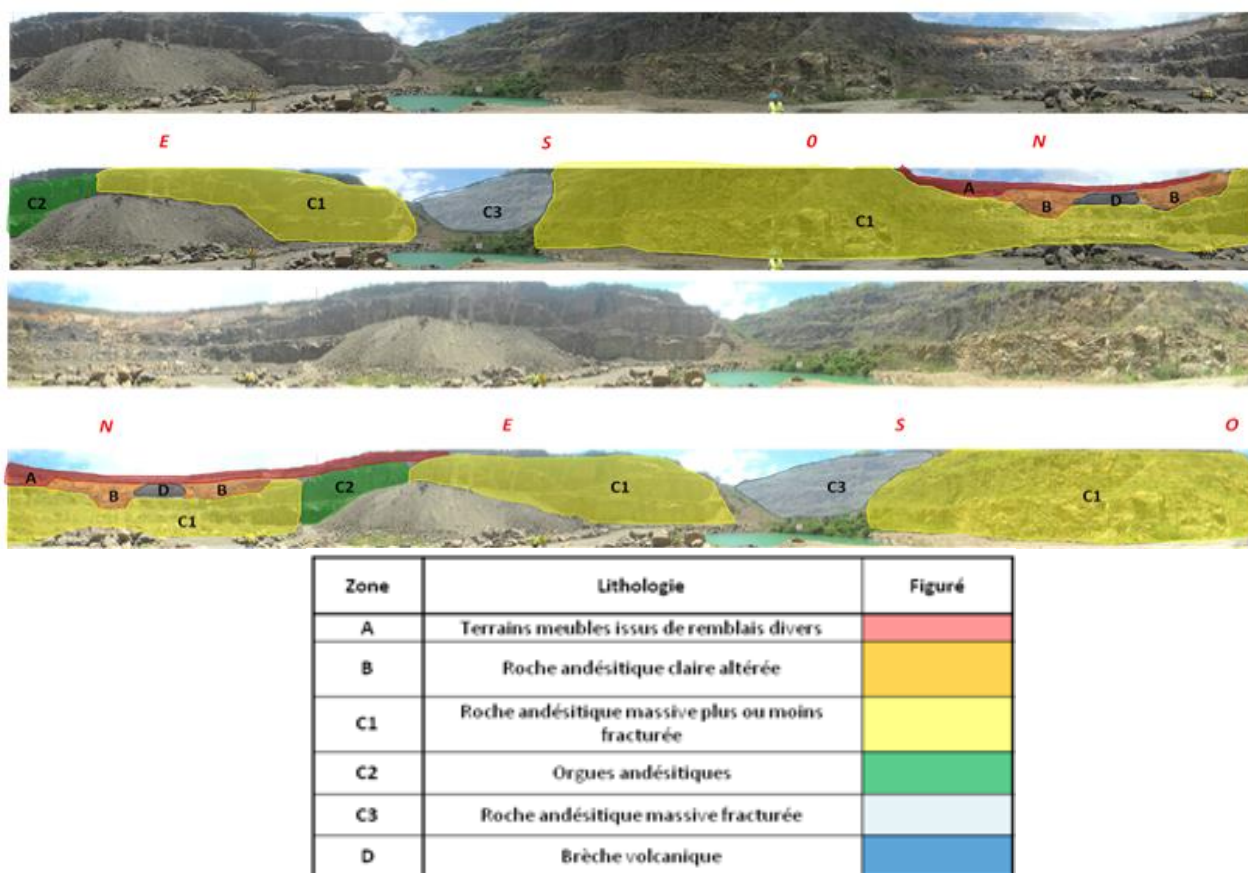 E S O N
C2 C1 C3 C1 A B D B
N E S O
A B D B C1 C2 C1 C3 C1
Zone Lithologie Figuré
A Terrains meubles issus de remblais divers
B Roche andésitique claire altérée
C1 Roche andésitique massive plus ou moins
fracturée
C2 Orgues andésitiques
C3 Roche andésitique massive fracturée
D Brèche volcanique